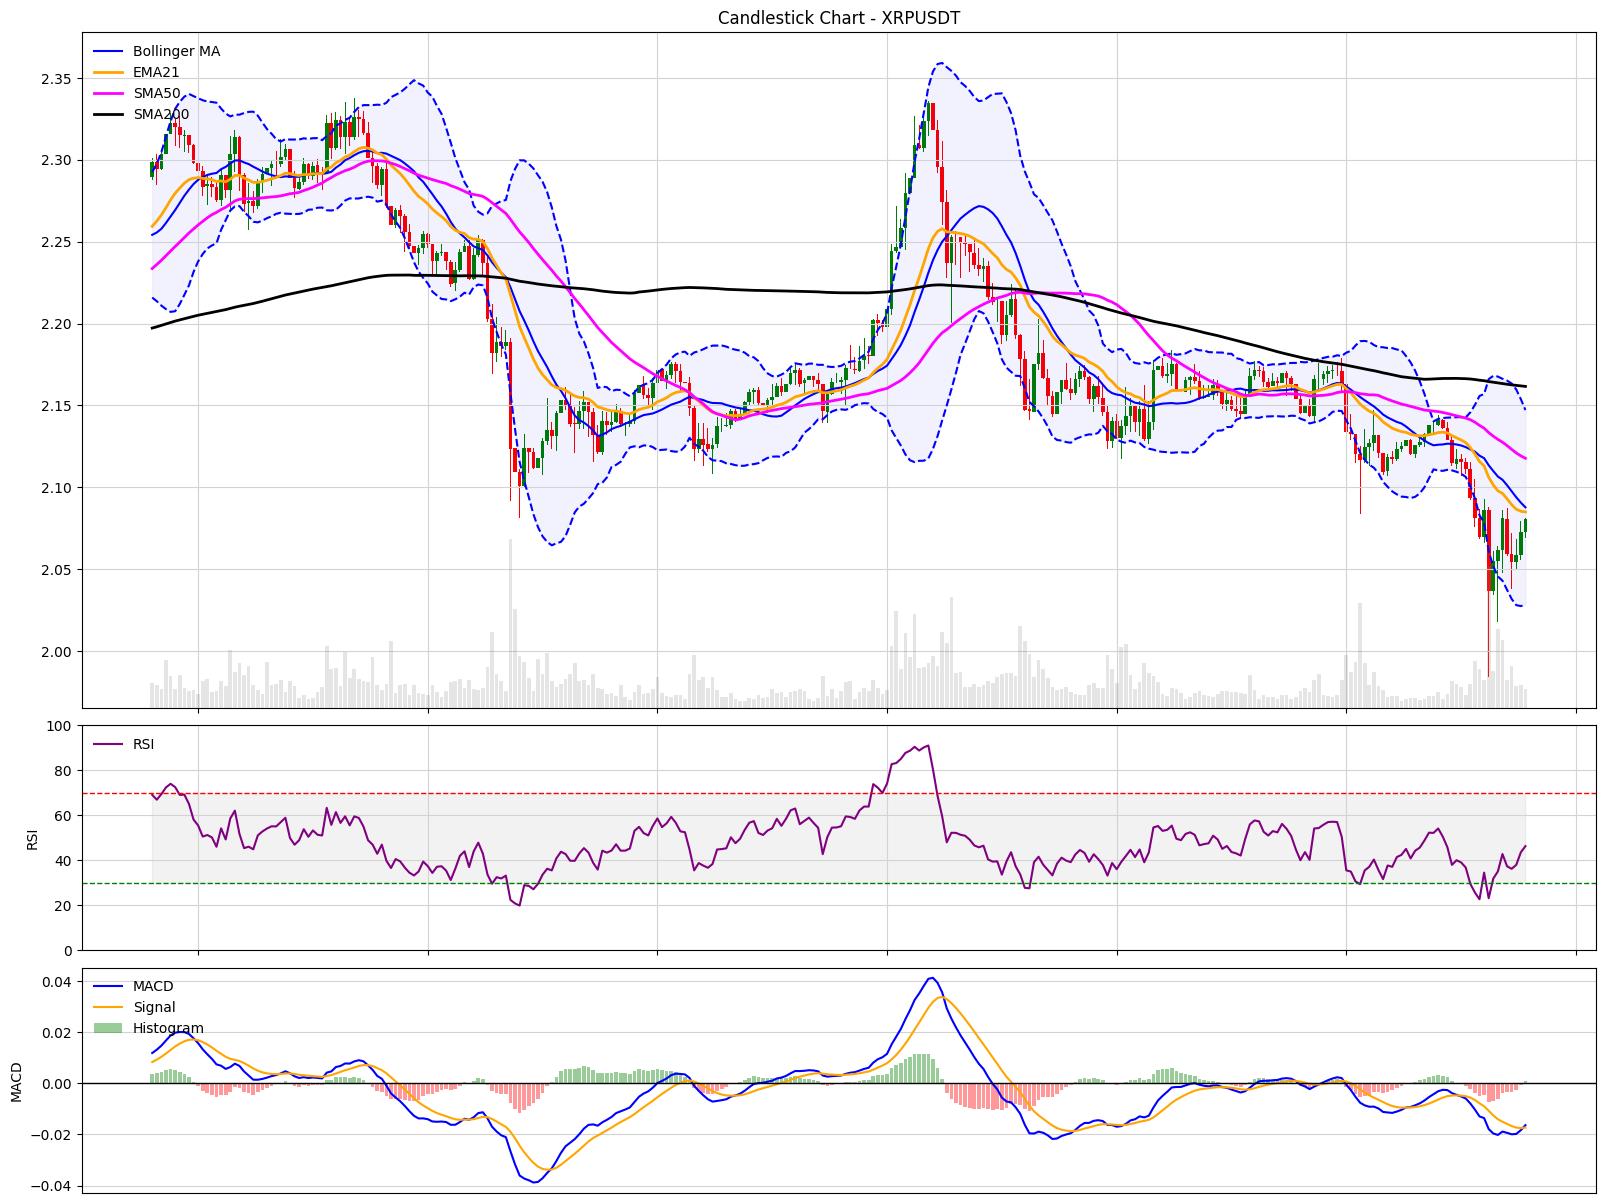 Candlestick Chart - XRPUSDT
Bollinger MA
EMA21
SMA50
SMA200
2.35
2.30
2.25
2.20
2.15
2.10
2.05
2.00
RSI
100
80
60
40
20
0
RSI
MACD
Signal
Histogram
0.04
0.02
0.00
−0.02
−0.04
MACD